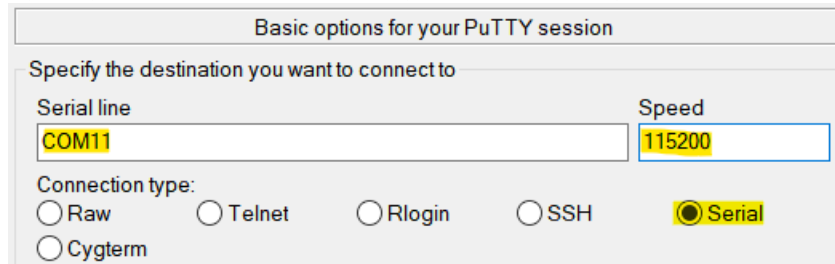 Basic options for your PuTTY session
Specify the destination you want to connect to
Serial line Speed
COM11 115200
Connection type:
Raw Telnet Rlogin SSH Serial
Cygterm